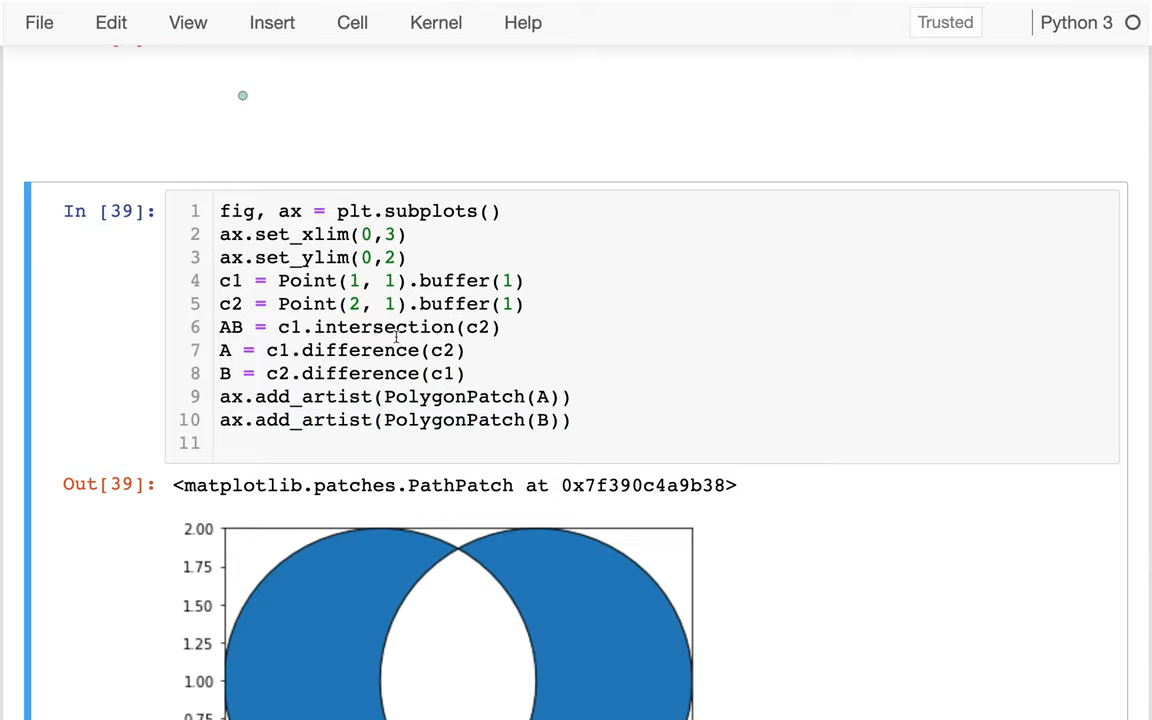 File Edit View Insert Cell Kernel Help Trusted Python 3
In [39]:
1 fig, ax = plt.subplots()
2 ax.set_xlim(0,3)
3 ax.set_ylim(0,2)
4 c1 = Point(1, 1).buffer(1)
5 c2 = Point(2, 1).buffer(1)
6 AB = c1.intersection(c2)
7 A = c1.difference(c2)
8 B = c2.difference(c1)
9 ax.add_artist(PolygonPatch(A))
10 ax.add_artist(PolygonPatch(B))
11
Out[39]: <matplotlib.patches.PathPatch at 0x7f390c4a9b38>
2.00
1.75
1.50
1.25
1.00
0.75